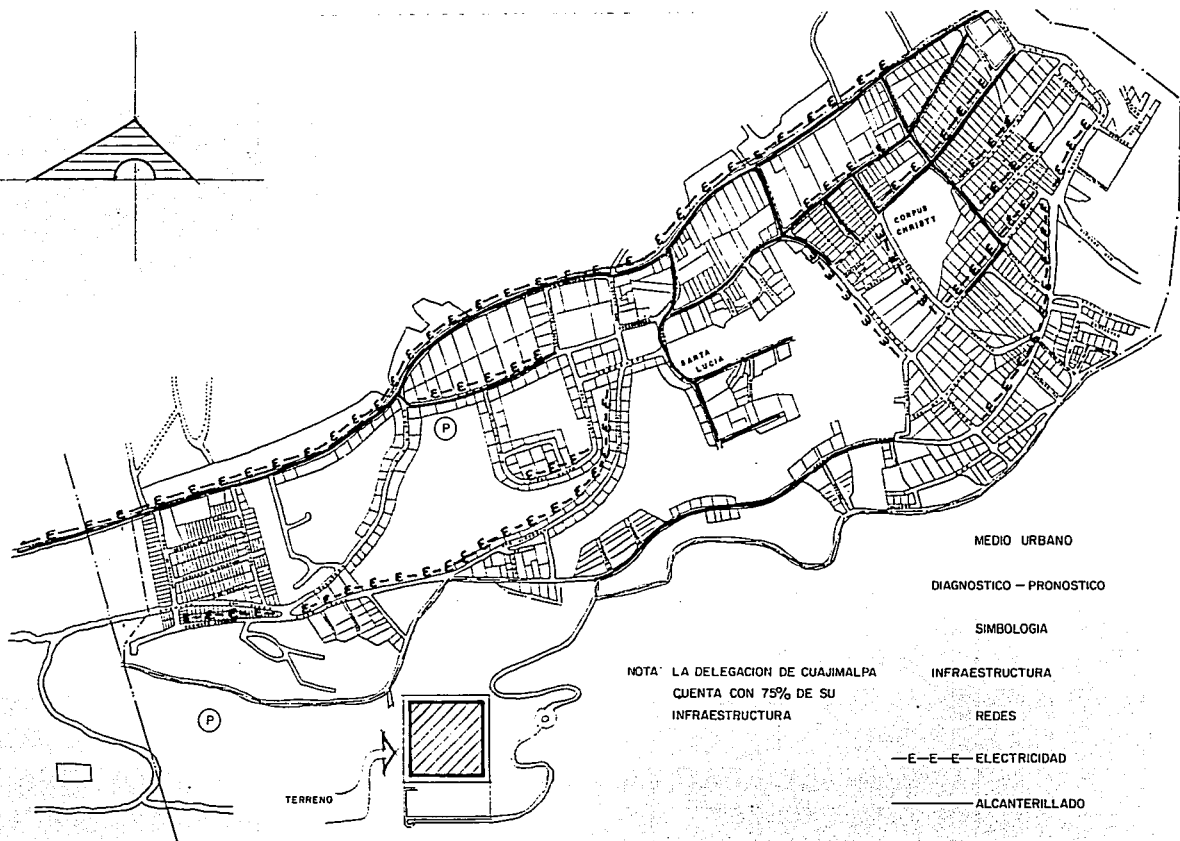 CORPUS
CHRISTY
SANTA
LUCIA
P
MEDIO URBANO
DIAGNOSTICO - PRONOSTICO
SIMBOLOGIA
NOTA: LA DELEGACION DE CUAJIMALPA
CUENTA CON 75% DE SU
INFRAESTRUCTURA
INFRAESTRUCTURA
REDES
P
—E—E—E— ELECTRICIDAD
TERRENO
ALCANTERILLADO